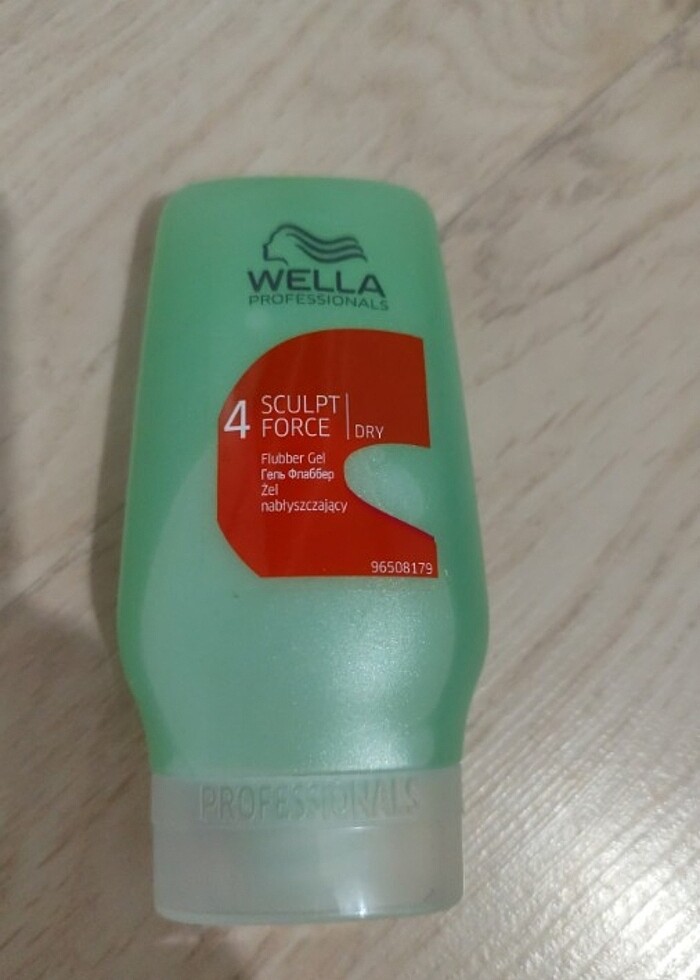 WELLA
PROFESSIONALS
4 SCULPT
FORCE | DRY
Flubber Gel
Гель Флаббер
Żel
nabłyszczający
96508179
PROFESSIONALS